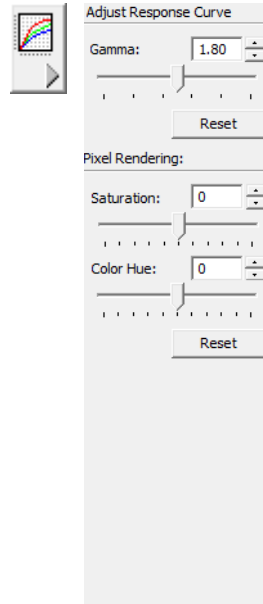 Adjust Response Curve
Gamma: 1.80
Reset
Pixel Rendering:
Saturation: 0
Color Hue: 0
Reset